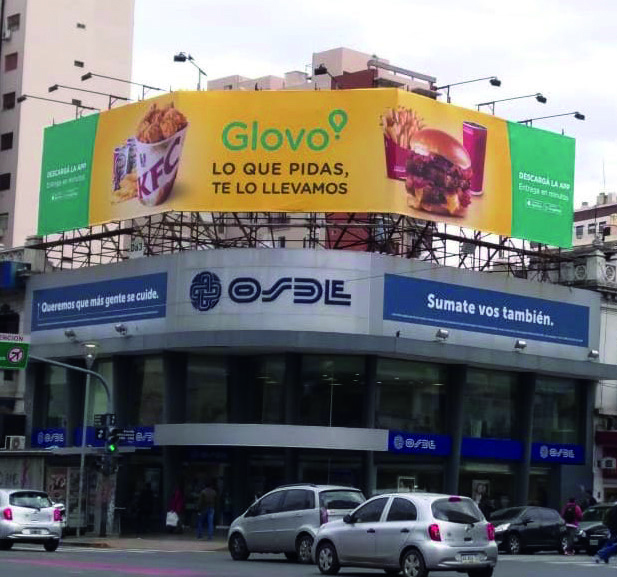 DESCARGÁ LA APP
Entrega en minutos
KFC
Glovo
LO QUE PIDAS,
TE LO LLEVAMOS
DESCARGÁ LA APP
Entrega en minutos
Queremos que más gente se cuide.
OSDE
Sumate vos también.
OSDE
OSDE
OSDE
OSDE